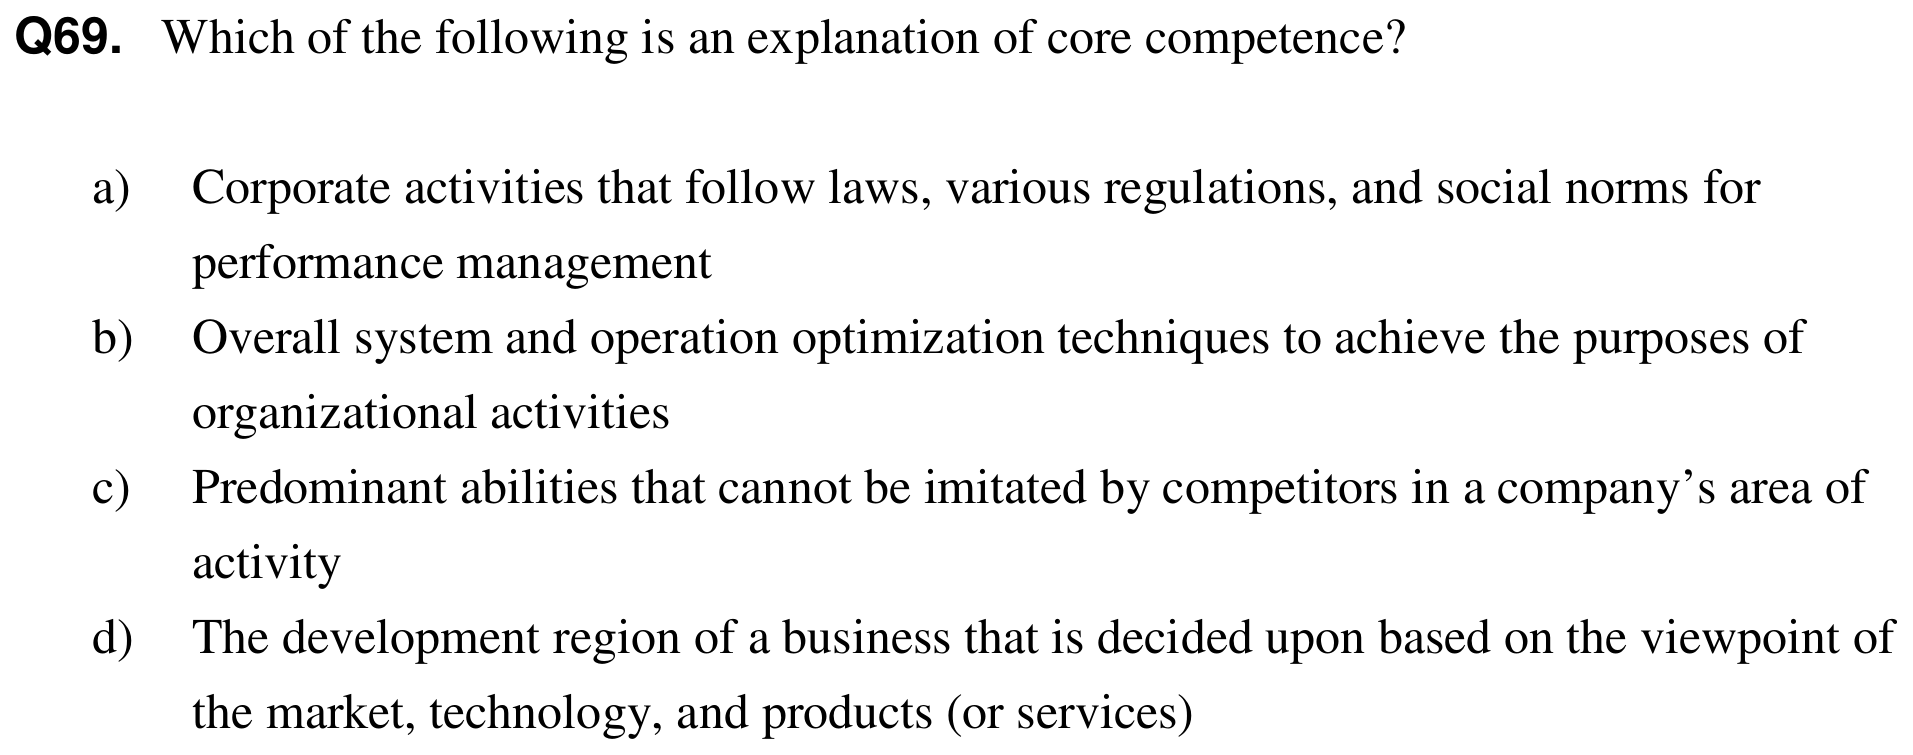 Q69. Which of the following is an explanation of core competence?
a) Corporate activities that follow laws, various regulations, and social norms for
performance management
b) Overall system and operation optimization techniques to achieve the purposes of
organizational activities
c) Predominant abilities that cannot be imitated by competitors in a company’s area of
activity
d) The development region of a business that is decided upon based on the viewpoint of
the market, technology, and products (or services)